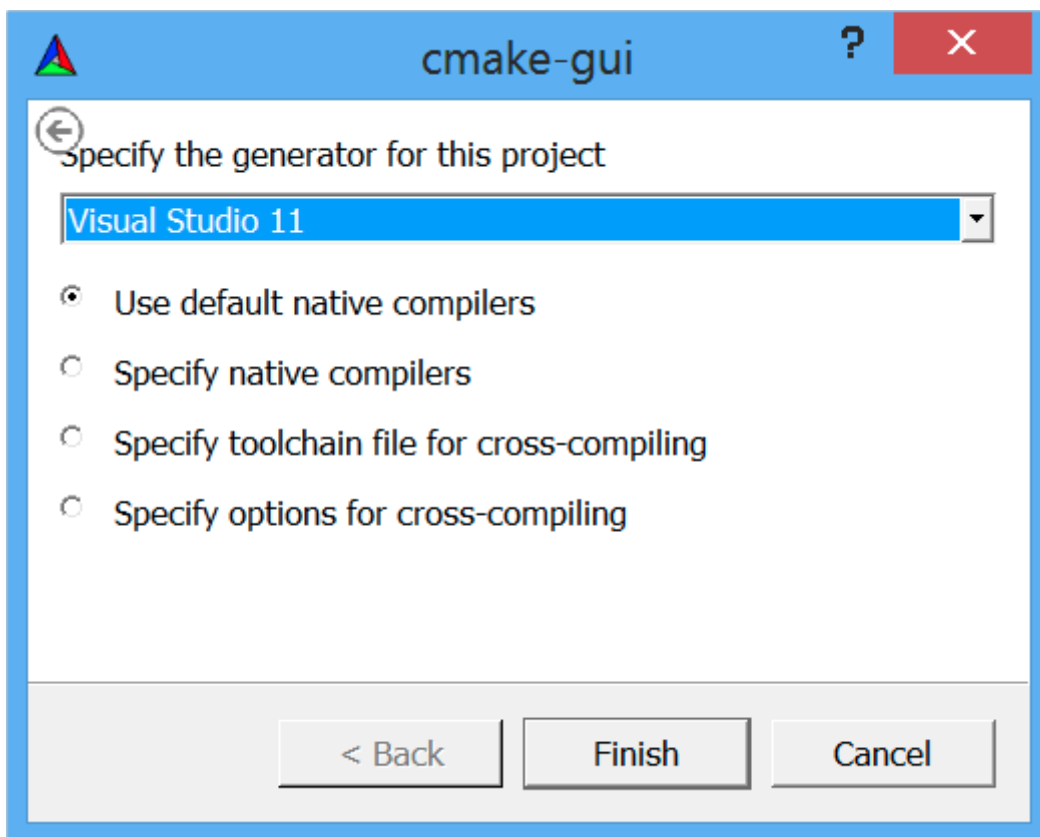 cmake-gui
?
Specify the generator for this project
Visual Studio 11
Use default native compilers
Specify native compilers
Specify toolchain file for cross-compiling
Specify options for cross-compiling
< Back Finish Cancel